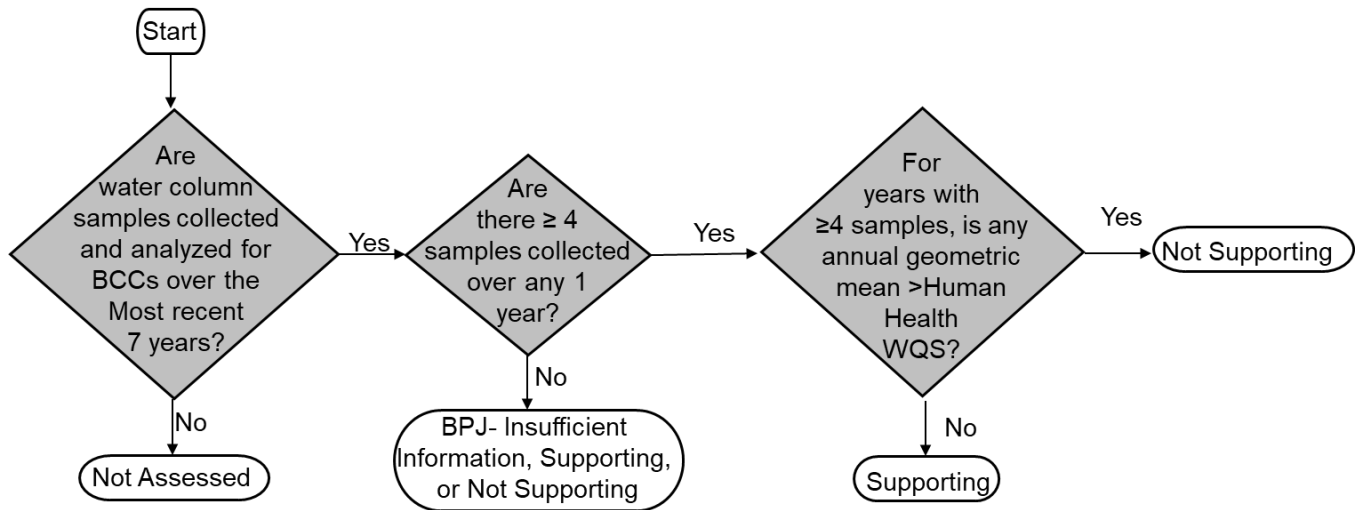 Start
Are
water column
samples collected
and analyzed for
BCCs over the
Most recent
7 years?
Yes
No
Not Assessed
Are
there ≥ 4
samples collected
over any 1
year?
Yes
No
BPJ- Insufficient
Information, Supporting,
or Not Supporting
For
years with
≥4 samples, is any
annual geometric
mean >Human
Health
WQS?
Yes
Not Supporting
No
Supporting